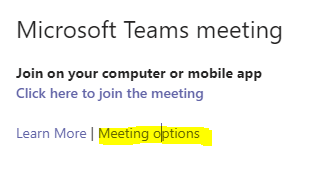 Microsoft Teams meeting
Join on your computer or mobile app
Click here to join the meeting
Learn More | Meeting options